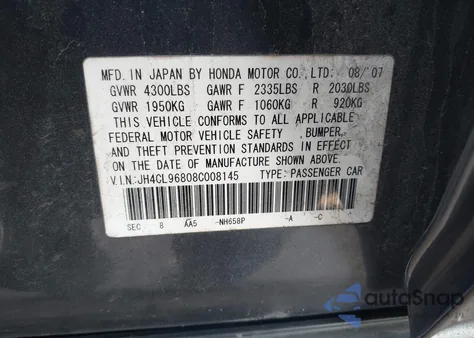 MFD. IN JAPAN BY HONDA MOTOR CO., LTD. 08/07
GVWR 4300LBS GAWR F 2335LBS R 2030LBS
GVWR 1950KG GAWR F 1060KG R 920KG
THIS VEHICLE CONFORMS TO ALL APPLICABLE
FEDERAL MOTOR VEHICLE SAFETY, BUMPER,
AND THEFT PREVENTION STANDARDS IN EFFECT
ON THE DATE OF MANUFACTURE SHOWN ABOVE.
V.I.N: JH4CL96808C008145 TYPE: PASSENGER CAR
SEC 8 AA5 -NH658P -A -C
autoSnap